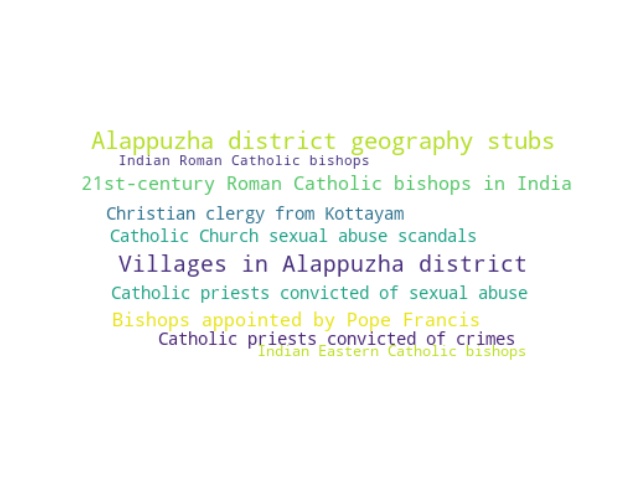 Alappuzha district geography stubs
Indian Roman Catholic bishops
21st-century Roman Catholic bishops in India
Christian clergy from Kottayam
Catholic Church sexual abuse scandals
Villages in Alappuzha district
Catholic priests convicted of sexual abuse
Bishops appointed by Pope Francis
Catholic priests convicted of crimes
Indian Eastern Catholic bishops